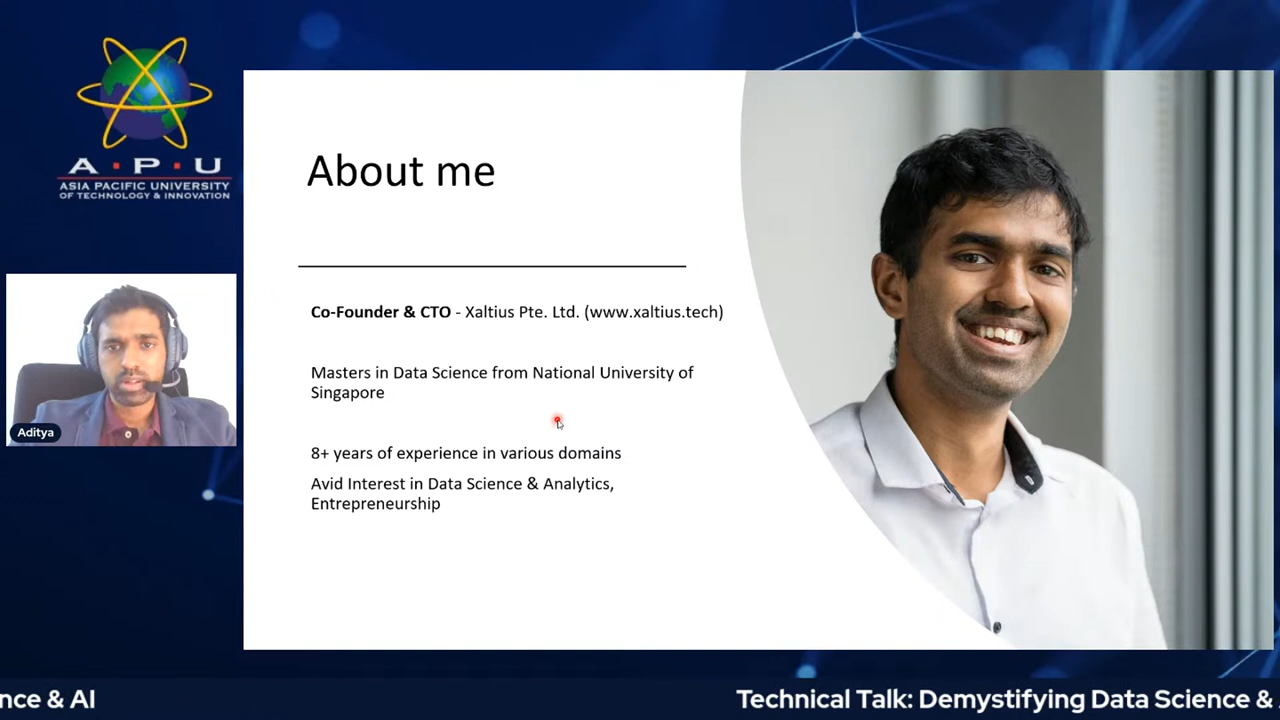 A·P·U
ASIA PACIFIC UNIVERSITY
OF TECHNOLOGY & INNOVATION
About me
Co-Founder & CTO - Xaltius Pte. Ltd. (www.xaltius.tech)
Masters in Data Science from National University of
Singapore
8+ years of experience in various domains
Avid Interest in Data Science & Analytics,
Entrepreneurship
Aditya
nce & AI
Technical Talk: Demystifying Data Science &